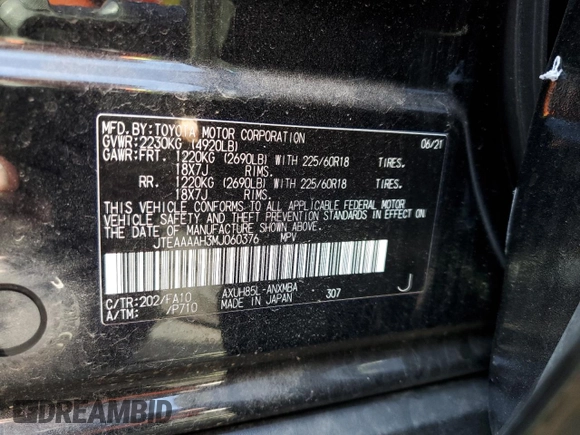 MFD.BY:TOYOTA MOTOR CORPORATION 06/21
GVWR:2230KG (4920LB)
GAWR:FRT. 1220KG (2690LB) WITH 225/60R18 TIRES.
18X7J RIMS.
RR. 1220KG (2690LB) WITH 225/60R18 TIRES.
18X7J RIMS.
THIS VEHICLE CONFORMS TO ALL APPLICABLE FEDERAL MOTOR
VEHICLE SAFETY AND THEFT PREVENTION STANDARDS IN EFFECT ON
THE DATE OF MANUFACTURE SHOWN ABOVE.
JTEAAAAH3MJ060376 MPV
C/TR:202/FA10 AXUH85L-ANXMBA
A/TM: /P710 MADE IN JAPAN 307 J
DREAMBID